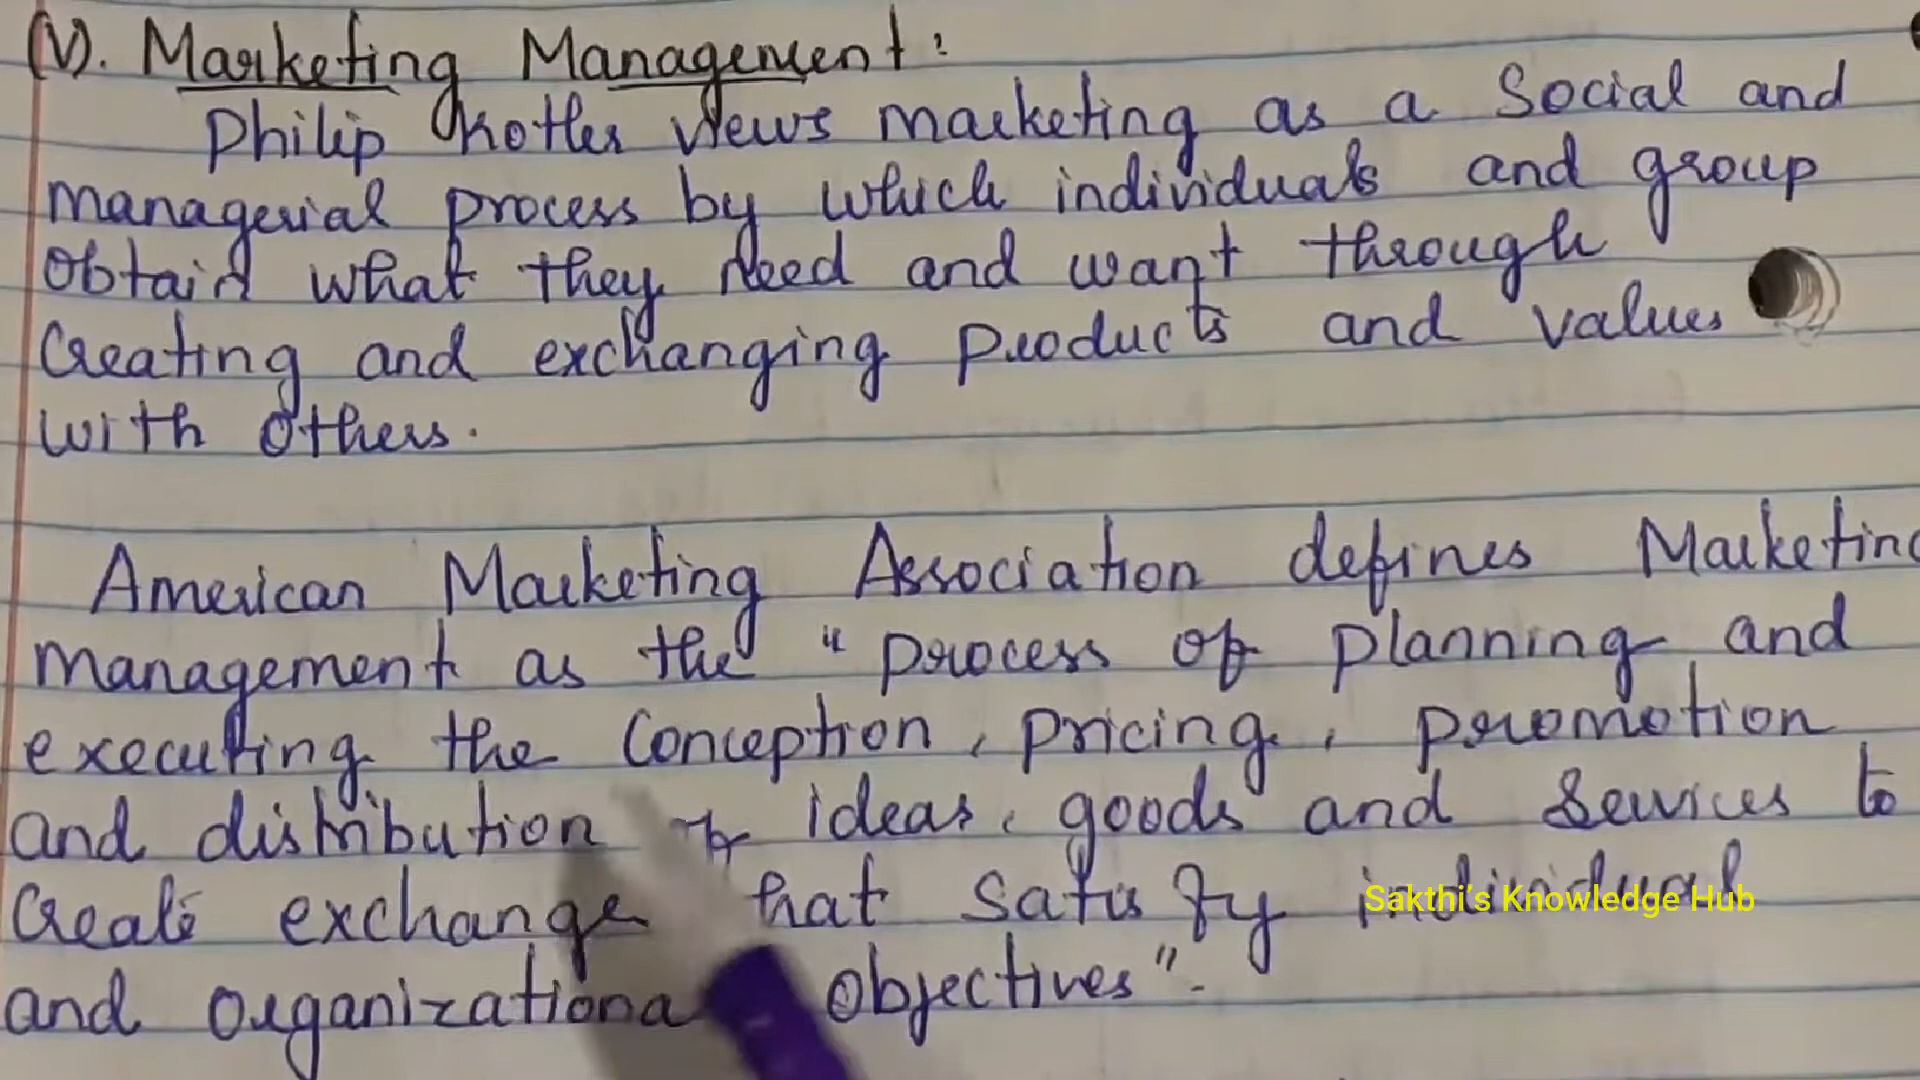 (V). Marketing Management:
Philip Kotler views marketing as a Social and
managerial process by which individuals and group
obtain what they need and want through
Creating and exchanging products and values
with others.
American Marketing Association defines Marketing
management as the "process of planning and
executing the Conception, pricing, promotion
and distribution of ideas, goods and services to
Create exchange that satisfy individual
and organizational objectives".
Sakthi's Knowledge Hub